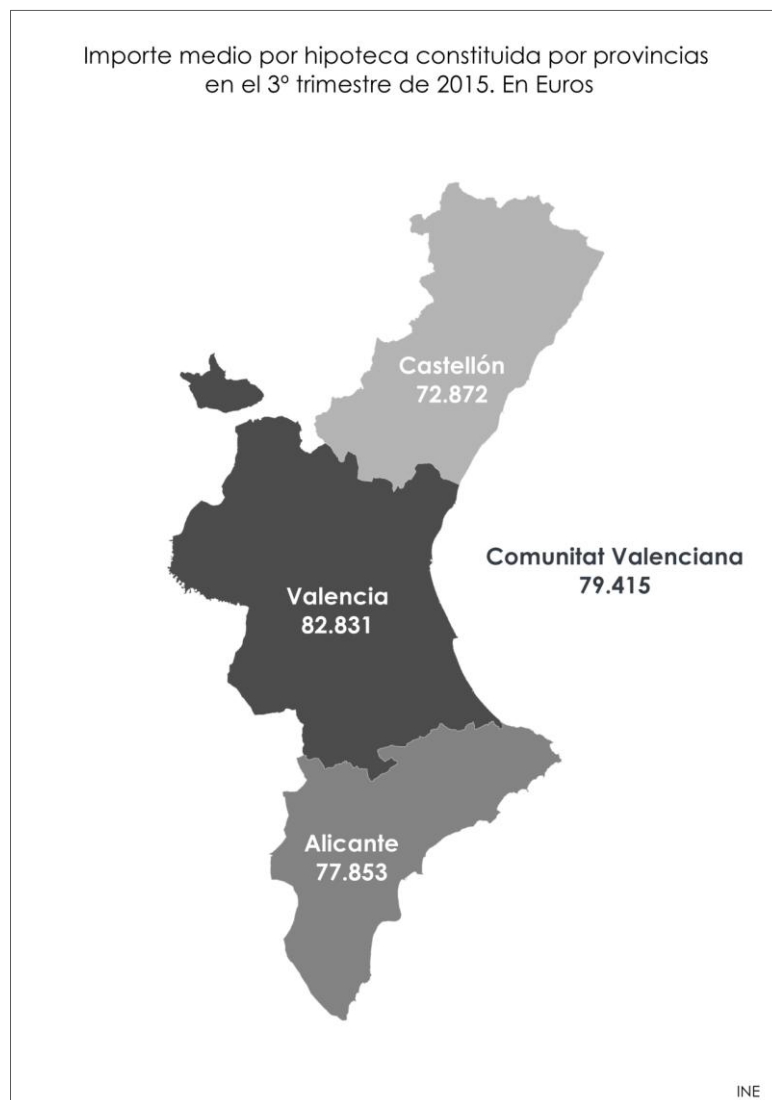 Importe medio por hipoteca constituida por provincias
en el 3º trimestre de 2015. En Euros
Castellón
72.872
Comunitat Valenciana
79.415
Valencia
82.831
Alicante
77.853
INE